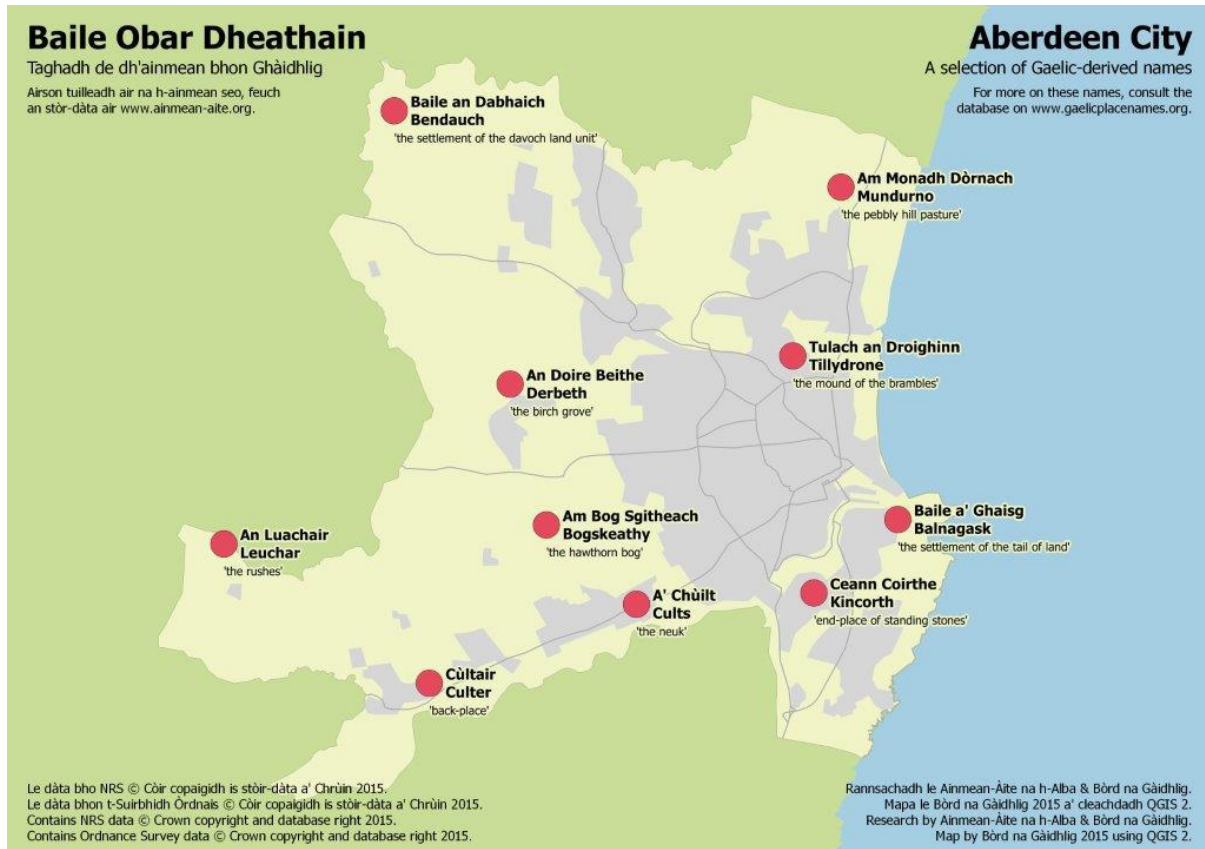 Baile Obar Dheathain
Taghadh de dh'ainmean bhon Ghàidhlig
Airson tuilleadh air na h-ainmean seo, feuch
an stòr-dàta air www.ainmean-aite.org.
Aberdeen City
A selection of Gaelic-derived names
For more on these names, consult the
database on www.gaelicplacenames.org.
Baile an Dabhaich
Bendauch
'the settlement of the davoch land unit'
Am Monadh Dòrnach
Mundurno
'the pebbly hill pasture'
Tulach an Droighinn
Tillydrone
'the mound of the brambles'
An Doire Beithe
Derbeth
'the birch grove'
Am Bog Sgitheach
Bogskeathy
'the hawthorn bog'
Baile a' Ghaisg
Balnagask
'the settlement of the tail of land'
An Luachair
Leuchar
'the rushes'
Ceann Coirthe
Kincorth
'end-place of standing stones'
A' Chùilt
Cults
'the neuk'
Cùltair
Culter
'back-place'
Le dàta bho NRS © Còir copaigidh is stòir-dàta a' Chrùin 2015.
Le dàta bhon t-Suirbhidh Òrdnais © Còir copaigidh is stòir-dàta a' Chrùin 2015.
Contains NRS data © Crown copyright and database right 2015.
Contains Ordnance Survey data © Crown copyright and database right 2015.
Rannsachadh le Ainmean-Àite na h-Alba & Bòrd na Gàidhlig.
Mapa le Bòrd na Gàidhlig 2015 a' cleachdadh QGIS 2.
Research by Ainmean-Àite na h-Alba & Bòrd na Gàidhlig.
Map by Bòrd na Gàidhlig 2015 using QGIS 2.